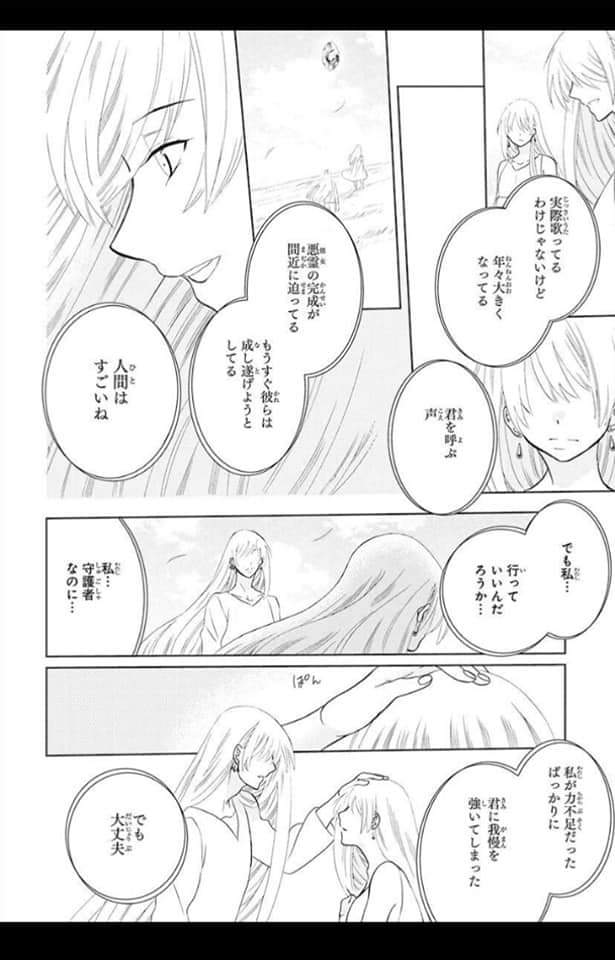 実際歌ってる
わけじゃないけど
年々大きく
なってる
君を呼ぶ
声
悪霊の完成が
間近に迫ってる
もうすぐ彼らは
成し遂げようと
してる
人間は
すごいね
でも私…
行って
いいんだ
ろうか…
私…
守護者
なのに…
ぽん
私が力不足だった
ばっかりに
君に我慢を
強いてしまった
でも
大丈夫